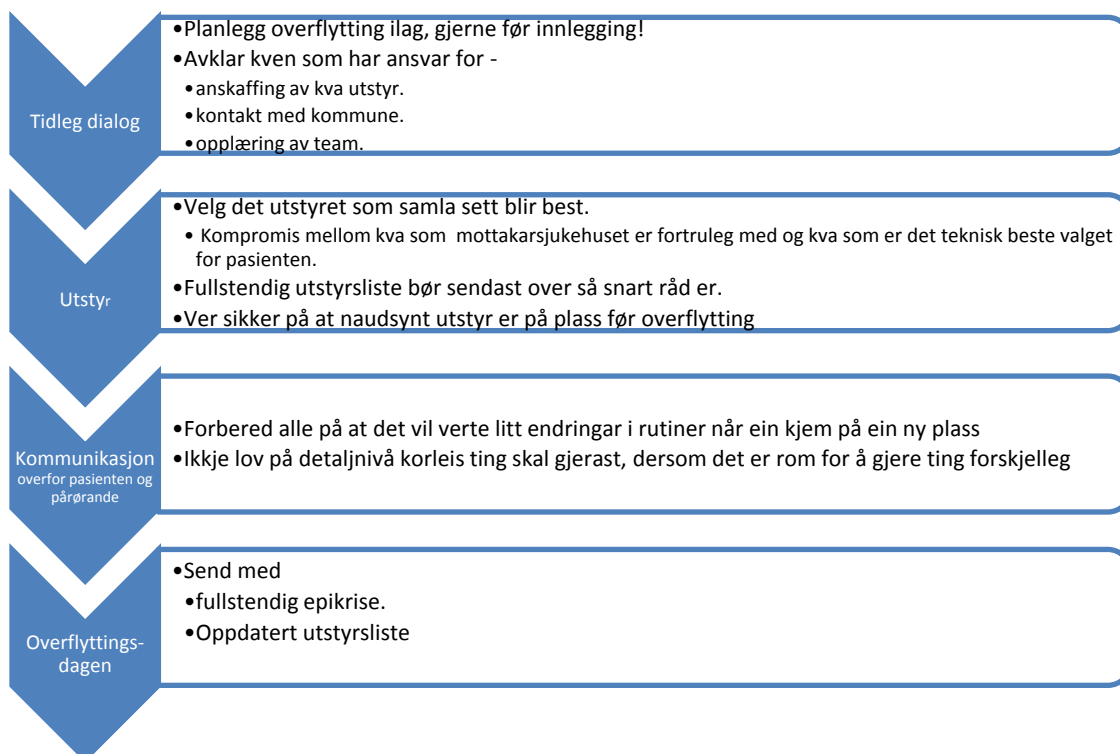 Tidleg dialog
•Planlegg overflytting ilag, gjerne før innlegging!
•Avklar kven som har ansvar for -
•anskaffing av kva utstyr.
•kontakt med kommune.
•opplæring av team.
Utstyr
•Velg det utstyret som samla sett blir best.
• Kompromis mellom kva som mottakarsjukehuset er fortruleg med og kva som er det teknisk beste valget
for pasienten.
•Fullstendig utstyrsliste bør sendast over så snart råd er.
•Ver sikker på at naudsynt utstyr er på plass før overflytting
Kommunikasjon
overfor pasienten og
pårørande
•Forbered alle på at det vil verte litt endringar i rutiner når ein kjem på ein ny plass
•Ikkje lov på detaljnivå korleis ting skal gjerast, dersom det er rom for å gjere ting forskjelleg
Overflyttings-
dagen
•Send med
•fullstendig epikrise.
•Oppdatert utstyrsliste